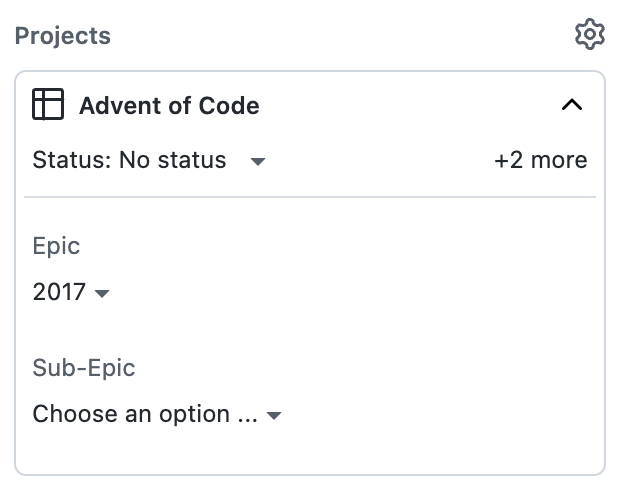 Projects
Advent of Code
Status: No status +2 more
Epic
2017
Sub-Epic
Choose an option ...